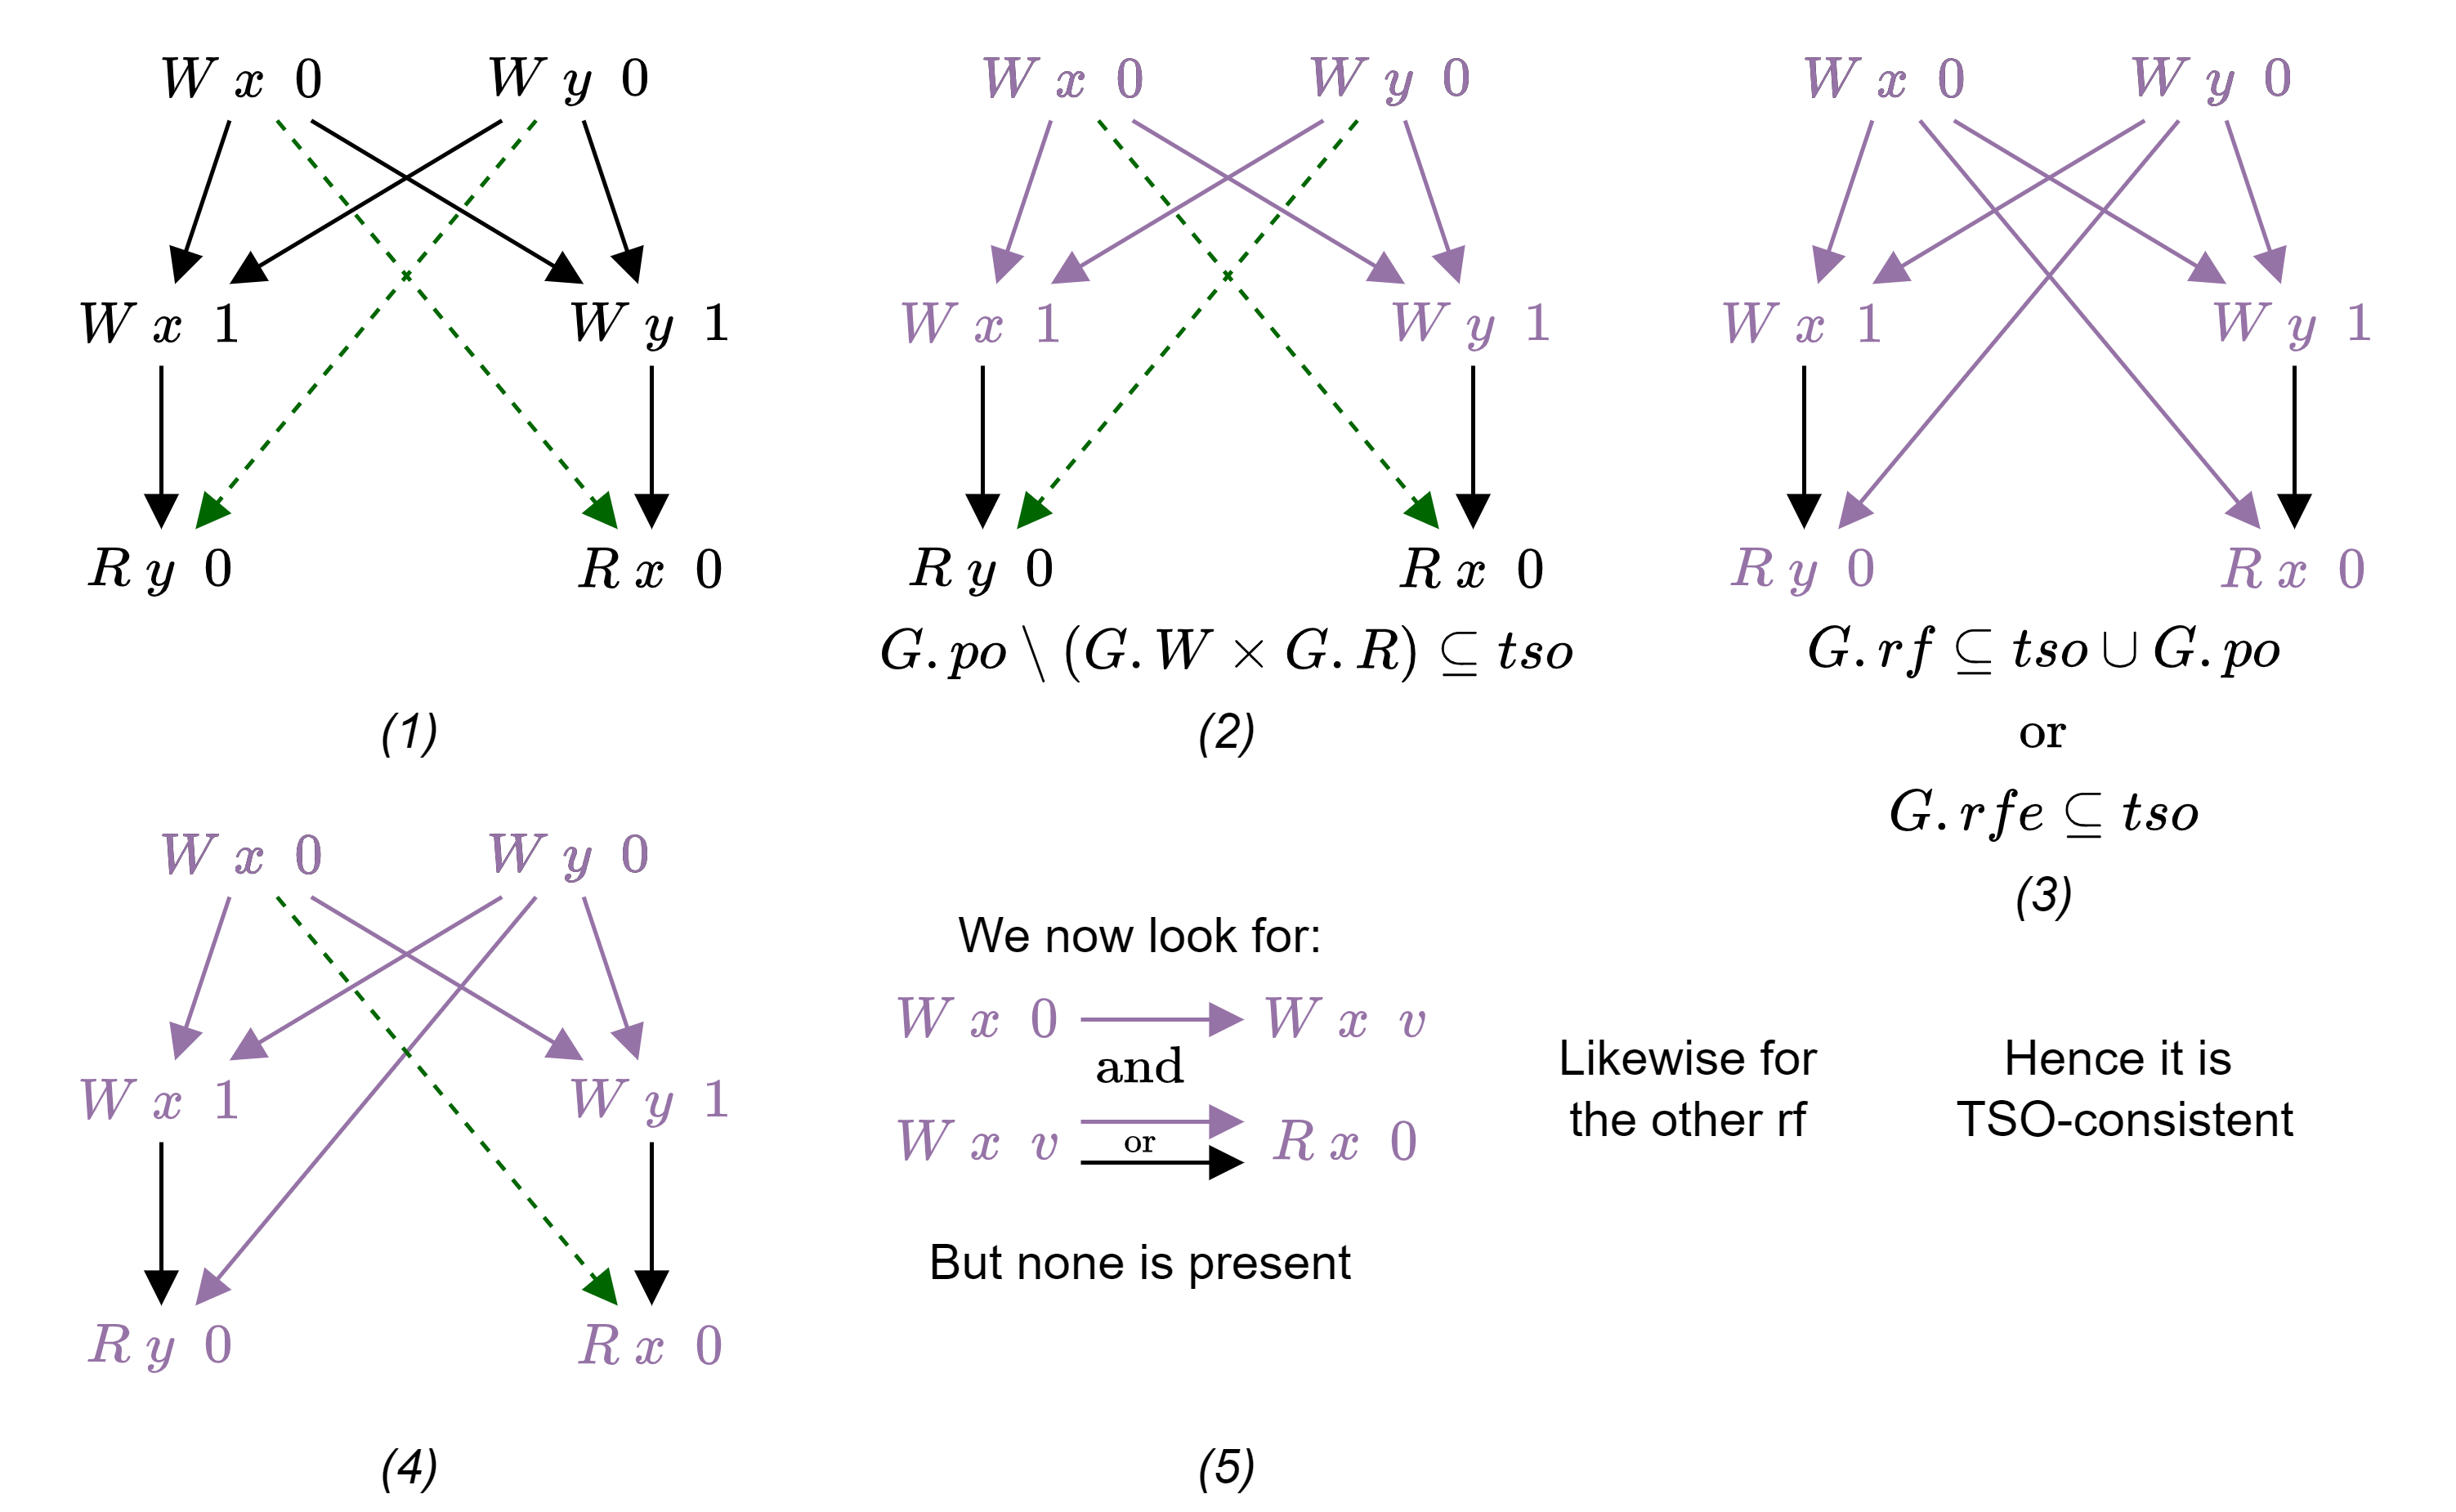 W x 0 W y 0
W x 1 W y 1
R y 0 R x 0
(1)
W x 0 W y 0
W x 1 W y 1
R y 0 R x 0
G.po \ (G.W × G.R) ⊆ tso
(2)
W x 0 W y 0
W x 1 W y 1
R y 0 R x 0
G.rf ⊆ tso ∪ G.po
or
G.rfe ⊆ tso
(3)
W x 0 W y 0
W x 1 W y 1
R y 0 R x 0
(4)
We now look for:
W x 0 W x v
and
W x v or R x 0
But none is present
(5)
Likewise for
the other rf
Hence it is
TSO-consistent